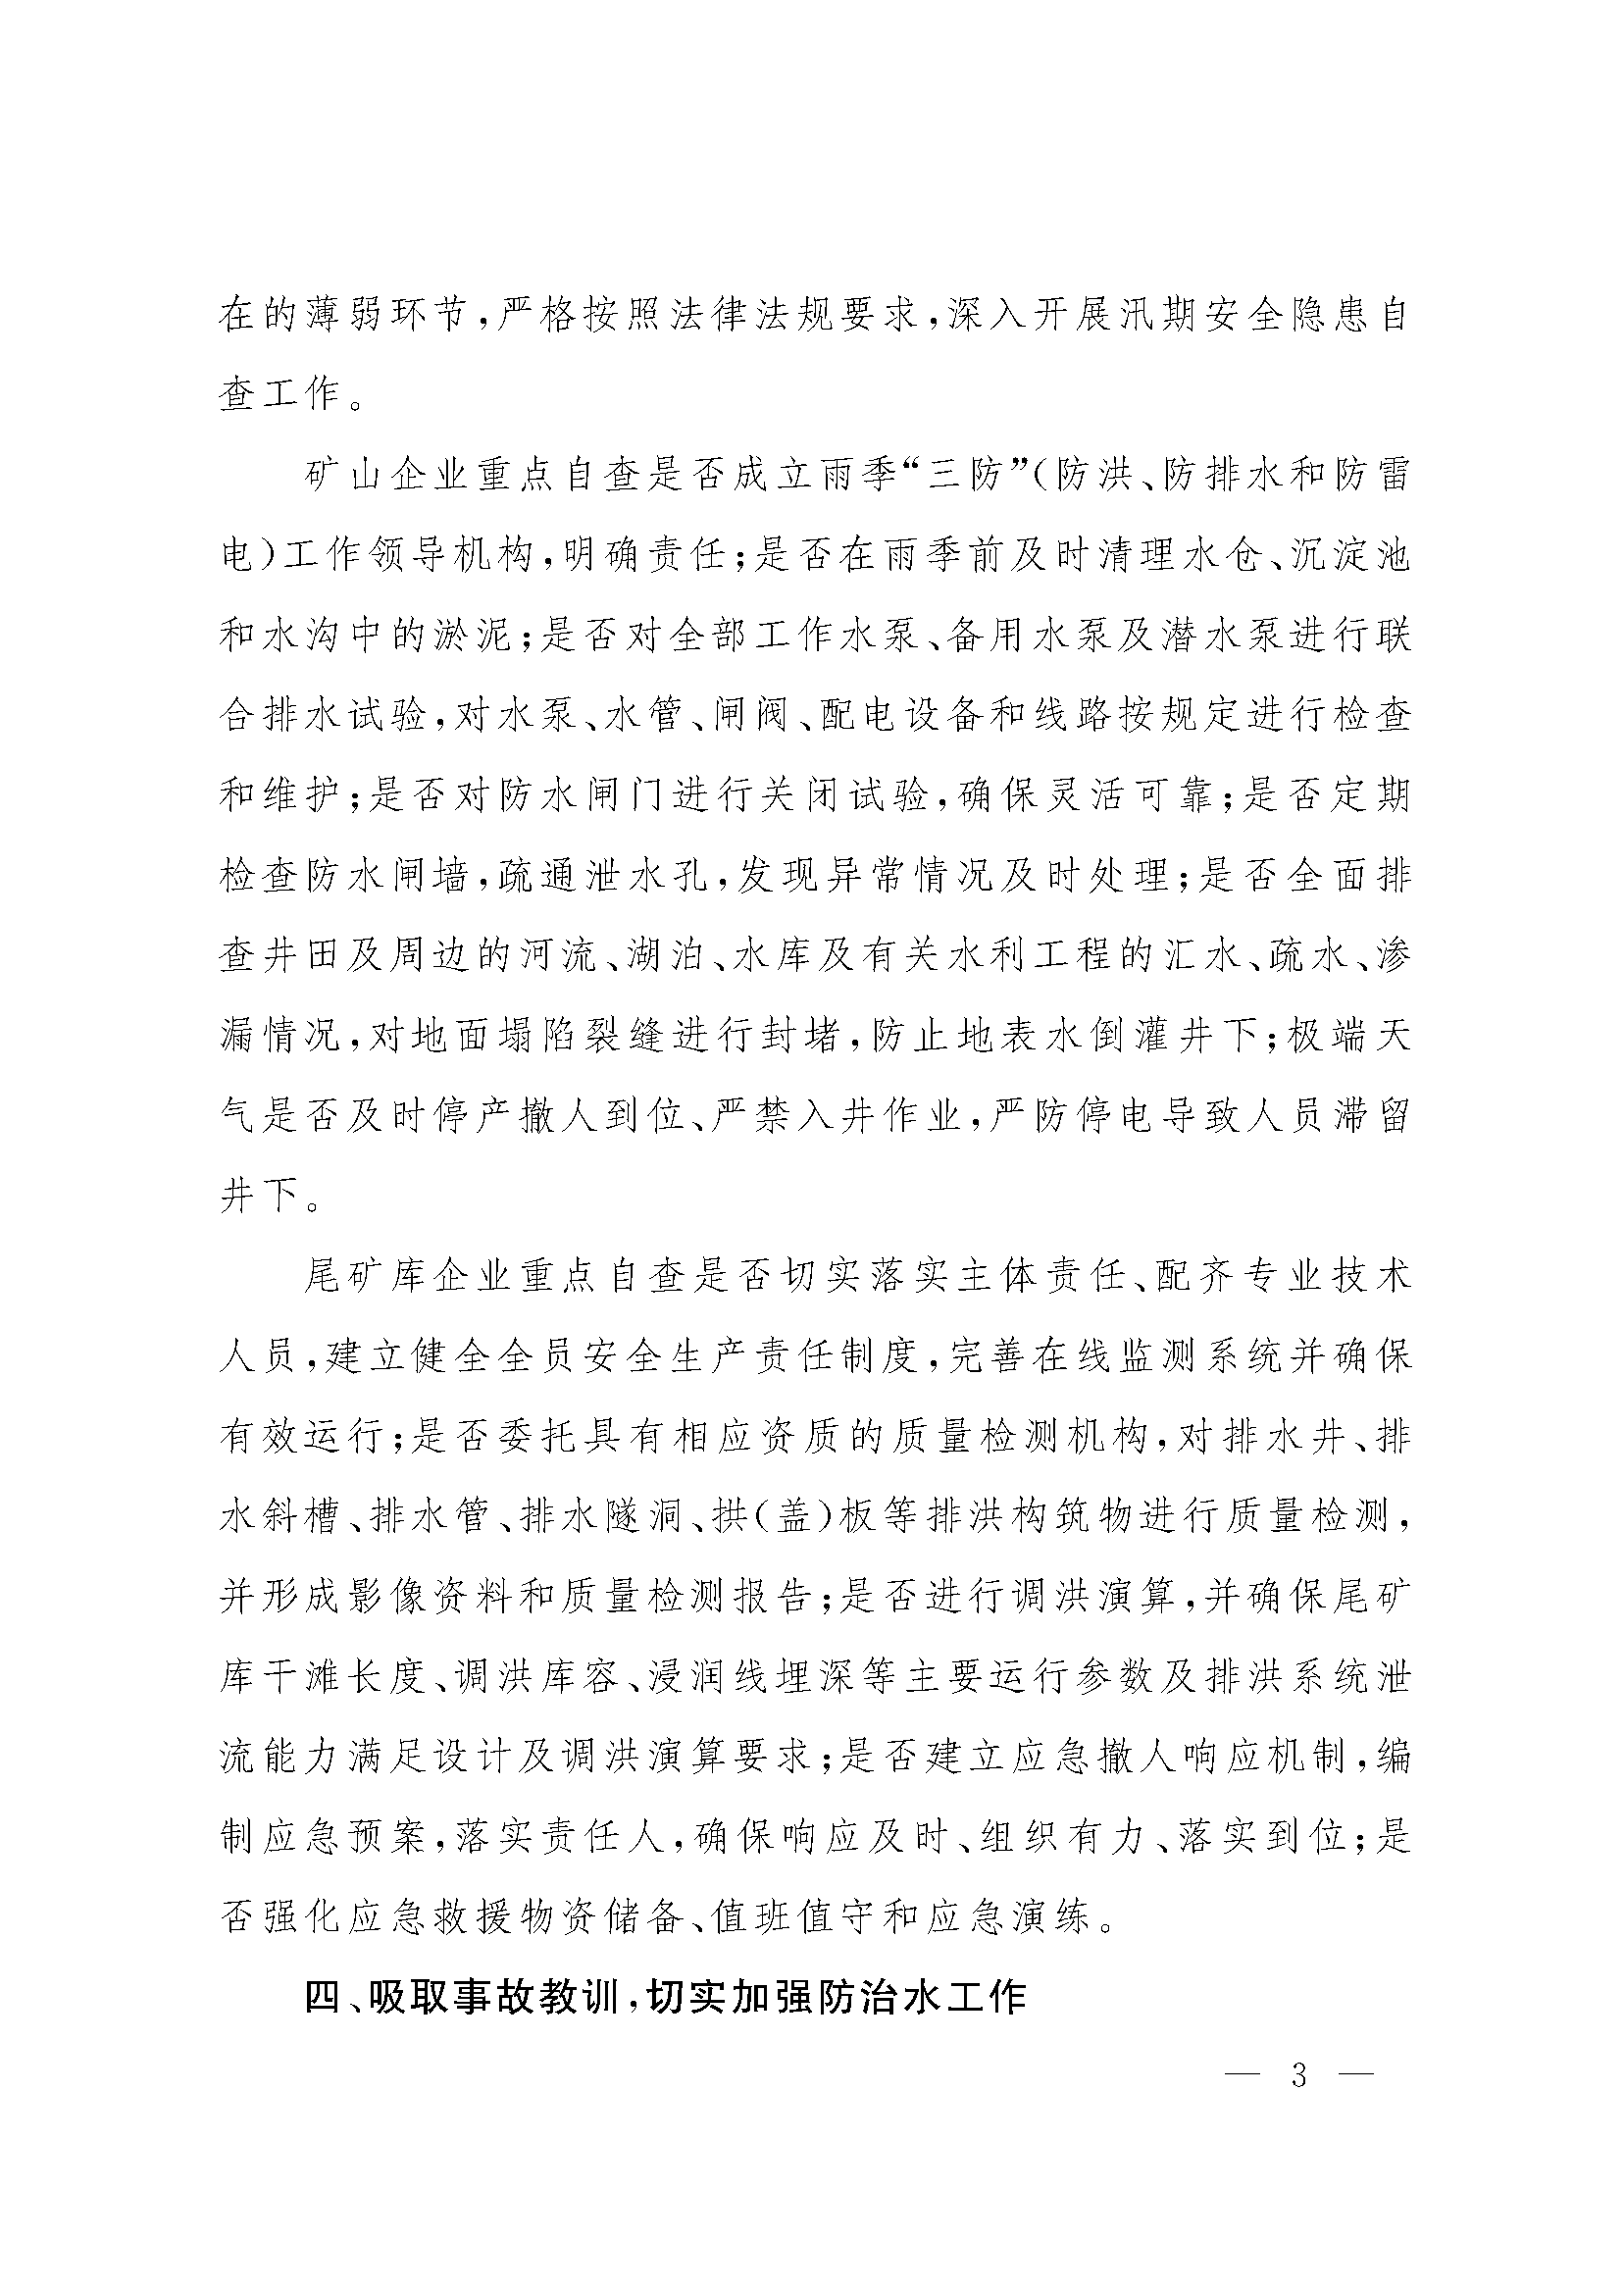 在的薄弱环节，严格按照法律法规要求，深入开展汛期安全隐患自
查工作。
矿山企业重点自查是否成立雨季“三防”（防洪、防排水和防雷
电）工作领导机构，明确责任；是否在雨季前及时清理水仓、沉淀池
和水沟中的淤泥；是否对全部工作水泵、备用水泵及潜水泵进行联
合排水试验，对水泵、水管、闸阀、配电设备和线路按规定进行检查
和维护；是否对防水闸门进行关闭试验，确保灵活可靠；是否定期
检查防水闸墙，疏通泄水孔，发现异常情况及时处理；是否全面排
查井田及周边的河流、湖泊、水库及有关水利工程的汇水、疏水、渗
漏情况，对地面塌陷裂缝进行封堵，防止地表水倒灌井下；极端天
气是否及时停产撤人到位、严禁入井作业，严防停电导致人员滞留
井下。
尾矿库企业重点自查是否切实落实主体责任、配齐专业技术
人员，建立健全全员安全生产责任制度，完善在线监测系统并确保
有效运行；是否委托具有相应资质的质量检测机构，对排水井、排
水斜槽、排水管、排水隧洞、拱（盖）板等排洪构筑物进行质量检测，
并形成影像资料和质量检测报告；是否进行调洪演算，并确保尾矿
库干滩长度、调洪库容、浸润线埋深等主要运行参数及排洪系统泄
流能力满足设计及调洪演算要求；是否建立应急撤人响应机制，编
制应急预案，落实责任人，确保响应及时、组织有力、落实到位；是
否强化应急救援物资储备、值班值守和应急演练。
四、吸取事故教训，切实加强防治水工作
— 3 —